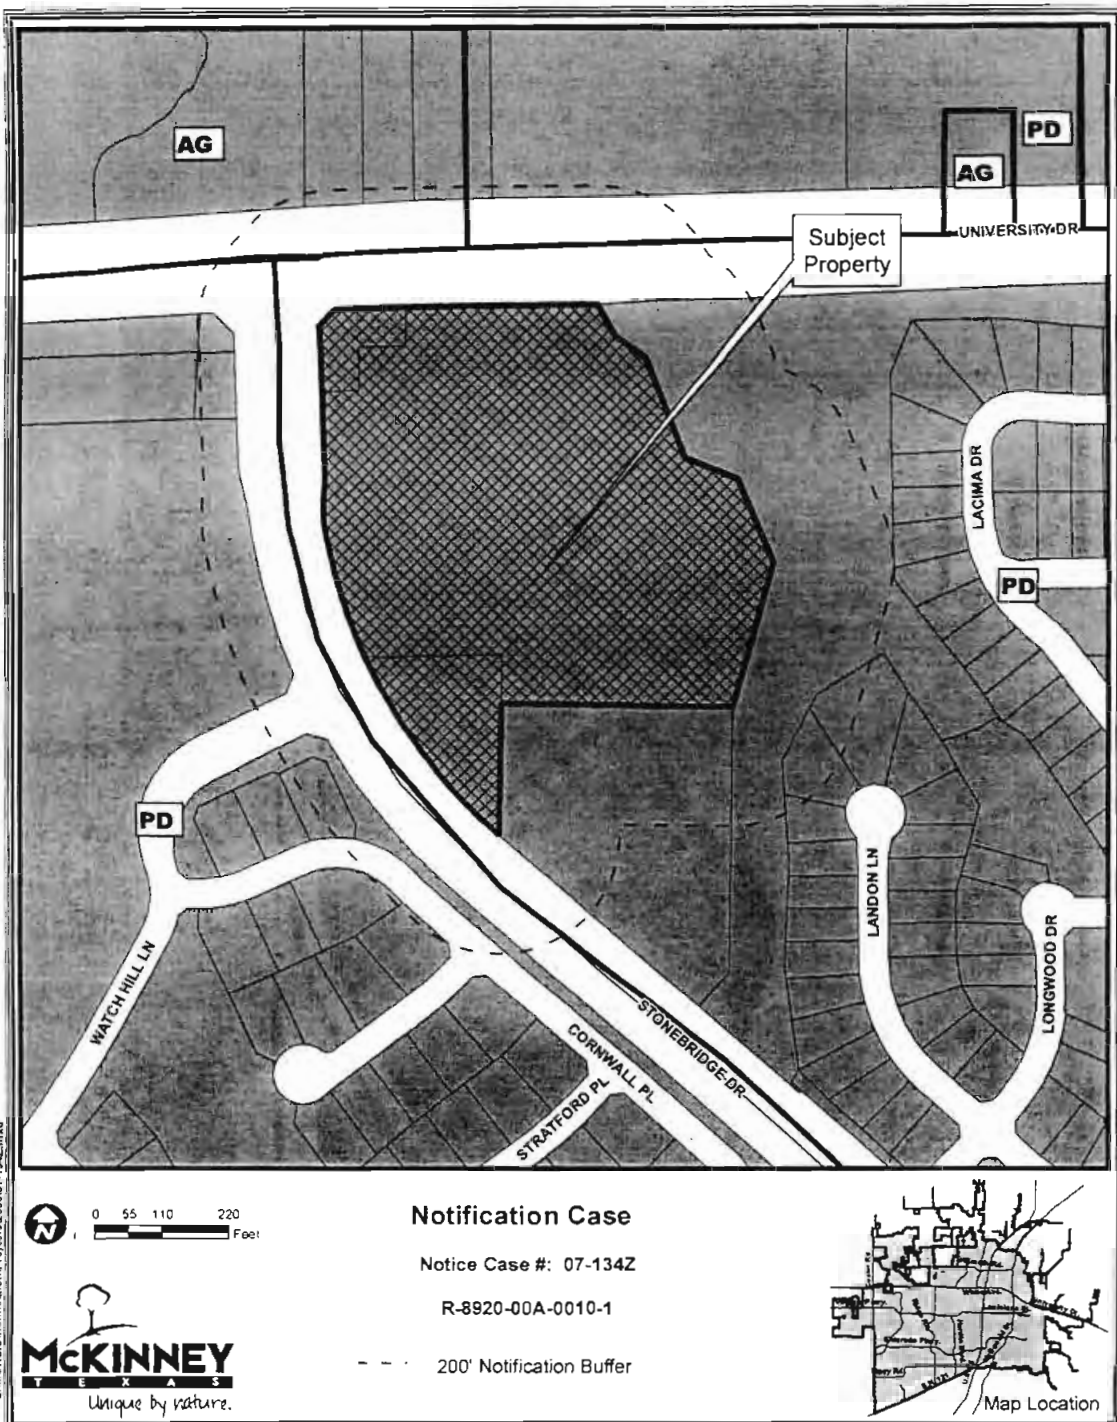 AG
PD
AG
UNIVERSITY DR
Subject
Property
LACIMA DR
PD
PD
LANDON LN
LONGWOOD DR
WATCH HILL LN
STONEBRIDGE DR
CORNWALL PL
STRATFORD PL
N
0 55 110 220
Feet
Notification Case
Notice Case #: 07-134Z
R-8920-00A-0010-1
200' Notification Buffer
McKINNEY
TEXAS
Unique by nature.
Map Location